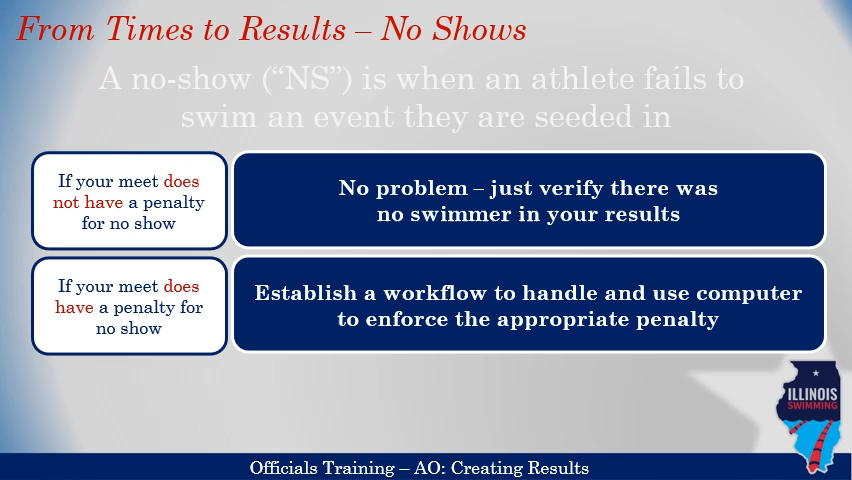 From Times to Results – No Shows
A no-show (“NS”) is when an athlete fails to
swim an event they are seeded in
If your meet does
not have a penalty
for no show
No problem – just verify there was
no swimmer in your results
If your meet does
have a penalty for
no show
Establish a workflow to handle and use computer
to enforce the appropriate penalty
ILLINOIS
SWIMMING
Officials Training – AO: Creating Results